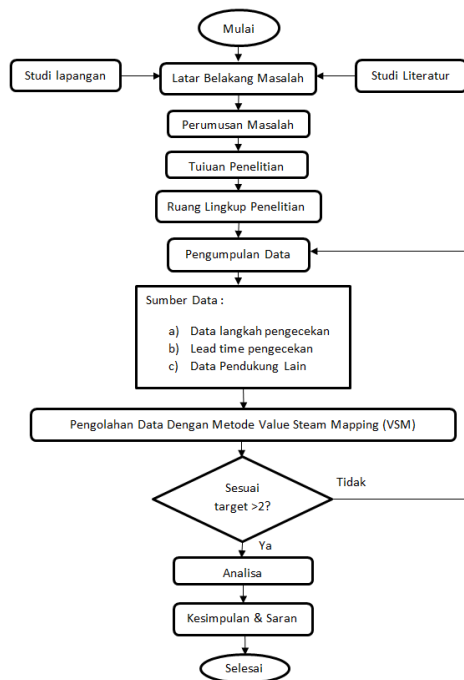 Mulai
Studi lapangan
Latar Belakang Masalah
Studi Literatur
Perumusan Masalah
Tuiuan Penelitian
Ruang Lingkup Penelitian
Pengumpulan Data
Sumber Data :
a) Data langkah pengecekan
b) Lead time pengecekan
c) Data Pendukung Lain
Pengolahan Data Dengan Metode Value Steam Mapping (VSM)
Sesuai
target >2?
Tidak
Ya
Analisa
Kesimpulan & Saran
Selesai